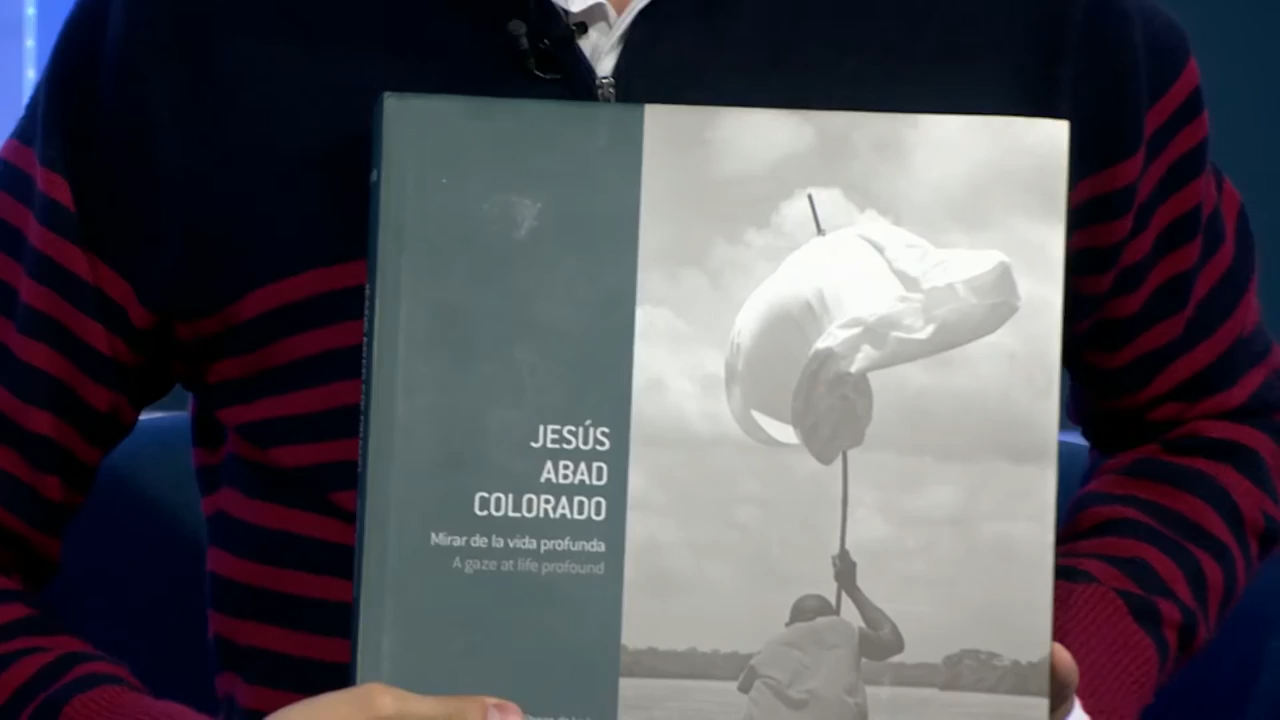 JESÚS
ABAD
COLORADO
Mirar de la vida profunda
A gaze at life profound